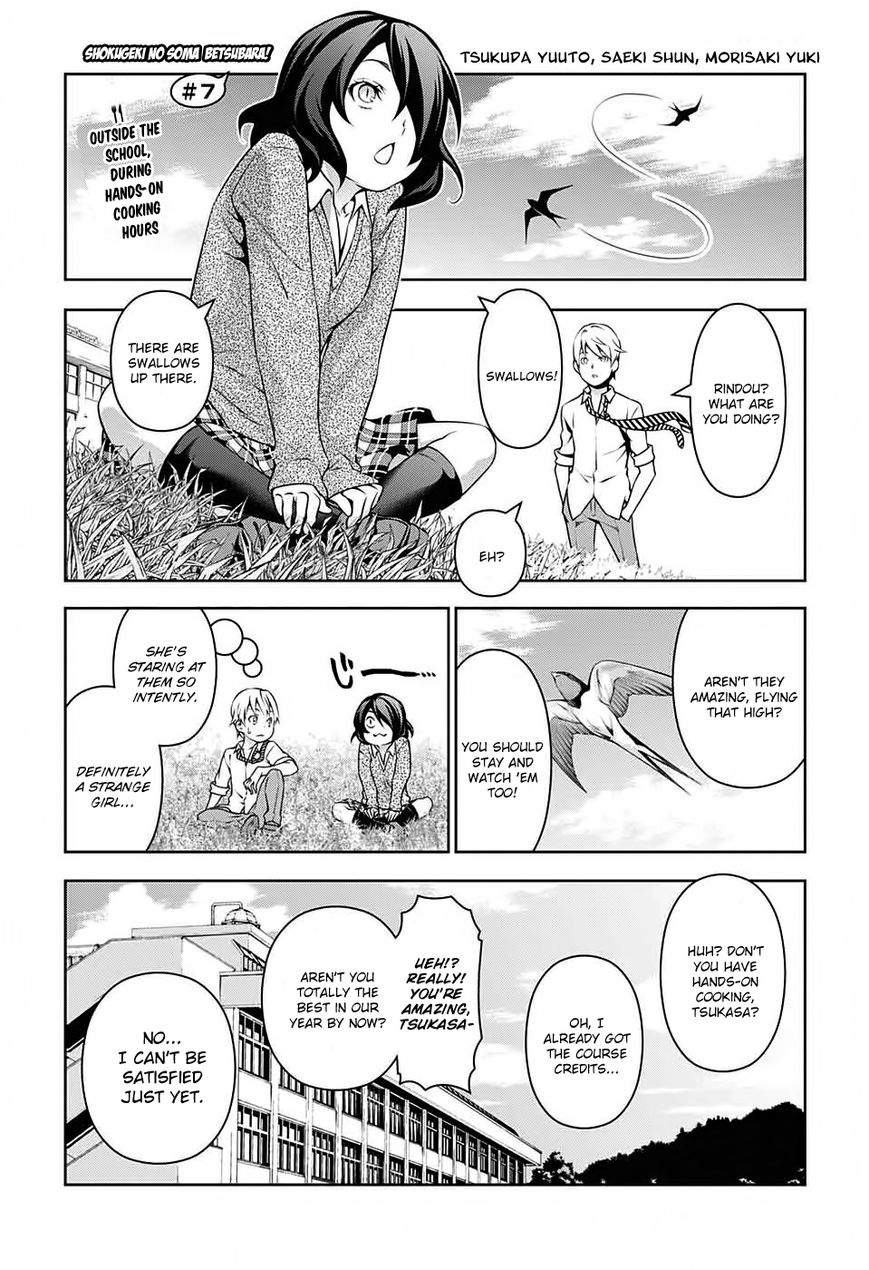 SHOKUGEKI NO SOMA BETSUBARA!
TSUKUDA YUUTO, SAEKI SHUN, MORISAKI YUKI
#7
OUTSIDE THE
SCHOOL,
DURING
HANDS-ON
COOKING
HOURS
RINDOU?
WHAT ARE
YOU DOING?
SWALLOWS!
THERE ARE
SWALLOWS
UP THERE.
EH?
AREN'T THEY
AMAZING, FLYING
THAT HIGH?
YOU SHOULD
STAY AND
WATCH 'EM
TOO!
じーー
SHE'S
STARING AT
THEM SO
INTENTLY.
DEFINITELY
A STRANGE
GIRL...
HUH? DON'T
YOU HAVE
HANDS-ON
COOKING,
TSUKASA?
OH, I
ALREADY GOT
THE COURSE
CREDITS...
UEH!?
REALLY!
YOU'RE
AMAZING,
TSUKASA-
AREN'T YOU
TOTALLY THE
BEST IN OUR
YEAR BY NOW?
NO...
I CAN'T BE
SATISFIED
JUST YET.